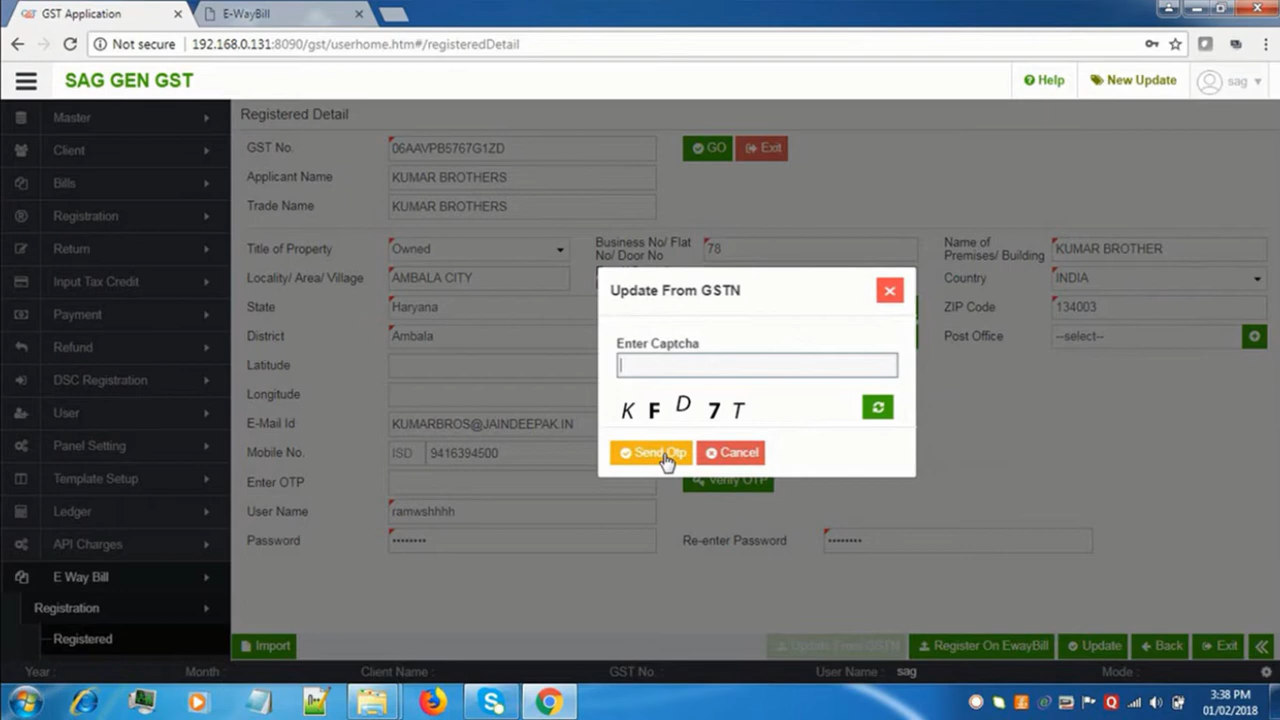 GST Application
E-WayBill
Not secure 192.168.0.131:8090/gst/userhome.htm#/registeredDetail
SAG GEN GST
Help
New Update
sag
Master
Client
Bills
Registration
Return
Input Tax Credit
Payment
Refund
DSC Registration
User
Panel Setting
Template Setup
Ledger
API Charges
E Way Bill
Registration
Registered
Registered Detail
GST No. 06AAVPB5767G1ZD GO Exit
Applicant Name KUMAR BROTHERS
Trade Name KUMAR BROTHERS
Title of Property Owned
Business No/ Flat No/ Door No 78
Name of Premises/ Building KUMAR BROTHER
Locality/ Area/ Village AMBALA CITY
Country INDIA
State Haryana
ZIP Code 134003
District Ambala
Post Office --select--
Latitude
Longitude
E-Mail Id KUMARBROS@JAINDEEPAK.IN
Mobile No. ISD 9416394500
Enter OTP
Verify OTP
User Name ramwshhhh
Password ••••••••
Re-enter Password ••••••••
Update From GSTN
Enter Captcha
K F D 7 T
Send Otp Cancel
Import
Update From GSTN
Register On EwayBill
Update
Back
Exit
Year : Month : Client Name : GST No. : User Name : sag Mode :
3:38 PM
01/02/2018